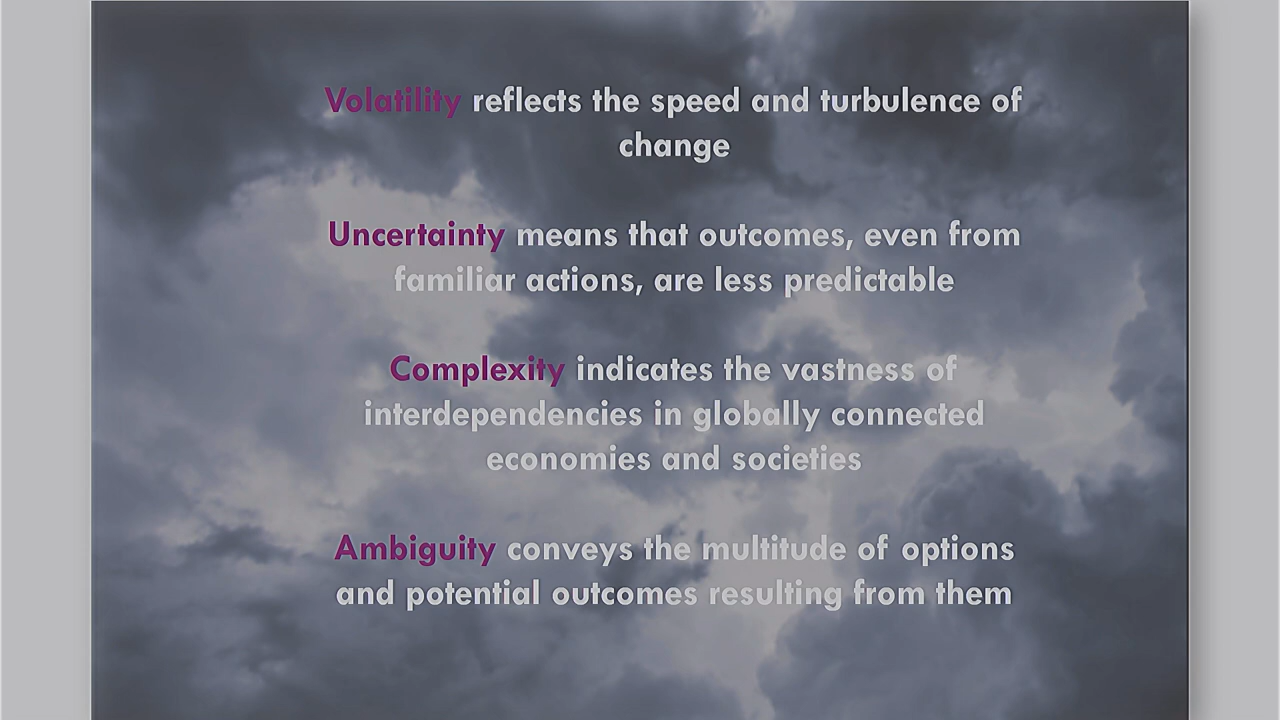 Volatility reflects the speed and turbulence of
change
Uncertainty means that outcomes, even from
familiar actions, are less predictable
Complexity indicates the vastness of
interdependencies in globally connected
economies and societies
Ambiguity conveys the multitude of options
and potential outcomes resulting from them